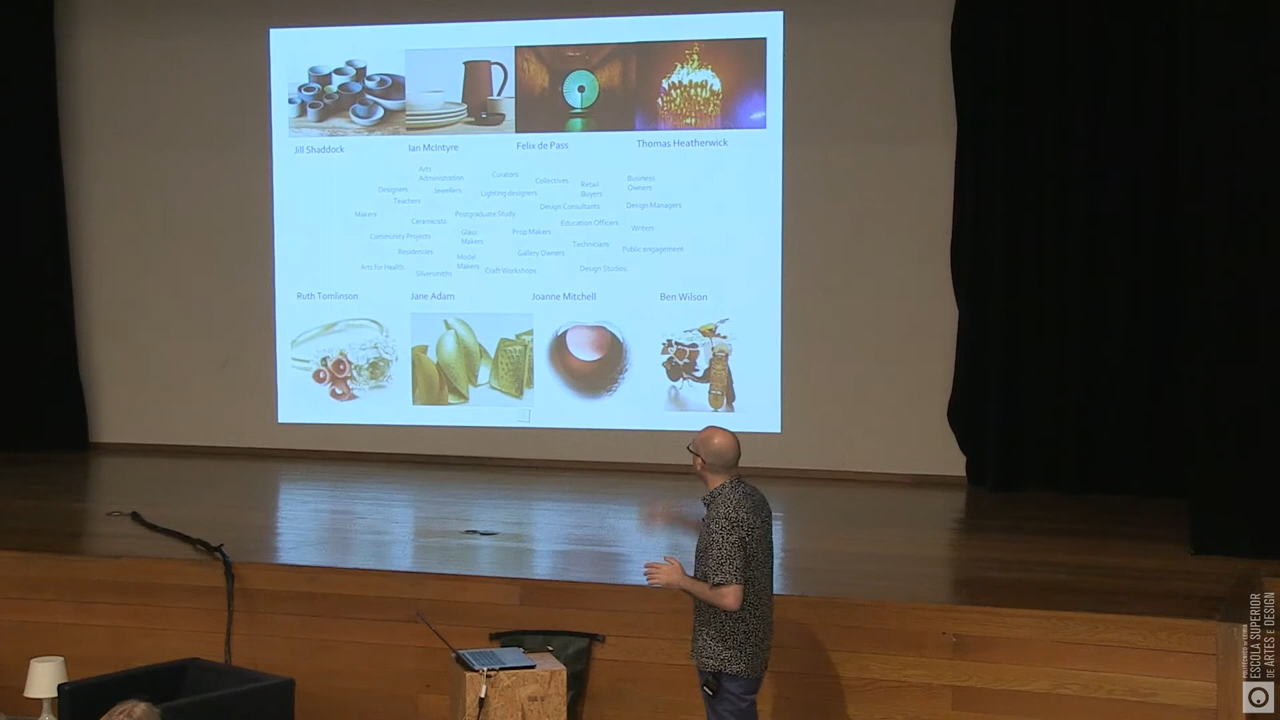 Jill Shaddock
Ian McIntyre
Felix de Pass
Thomas Heatherwick
Arts
Administration
Curators
Collectives
Retail
Buyers
Business
Owners
Designers
Jewellers
Lighting designers
Teachers
Design Consultants
Design Managers
Makers
Ceramicists
Postgraduate Study
Education Officers
Writers
Community Projects
Glass
Makers
Prop Makers
Technicians
Public engagement
Residencies
Model
Makers
Gallery Owners
Arts for Health
Silversmiths
Craft Workshops
Design Studios
Ruth Tomlinson
Jane Adam
Joanne Mitchell
Ben Wilson
POLITÉCNICO DE LEIRIA
ESCOLA SUPERIOR
DE ARTES E DESIGN